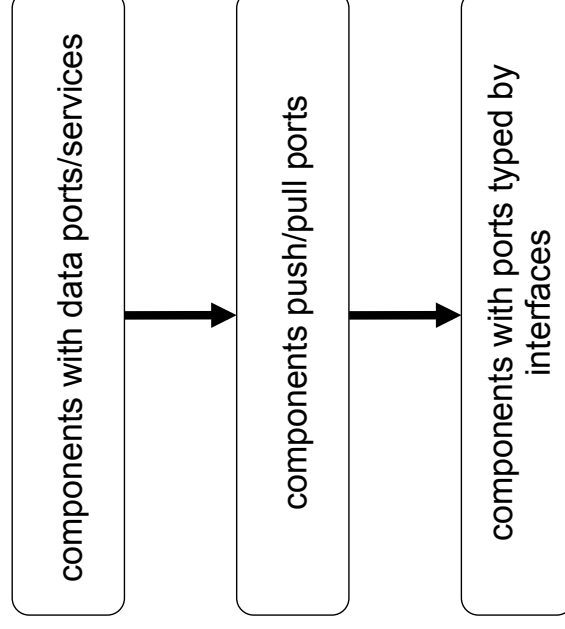 components with data ports/services
components push/pull ports
components with ports typed by
interfaces